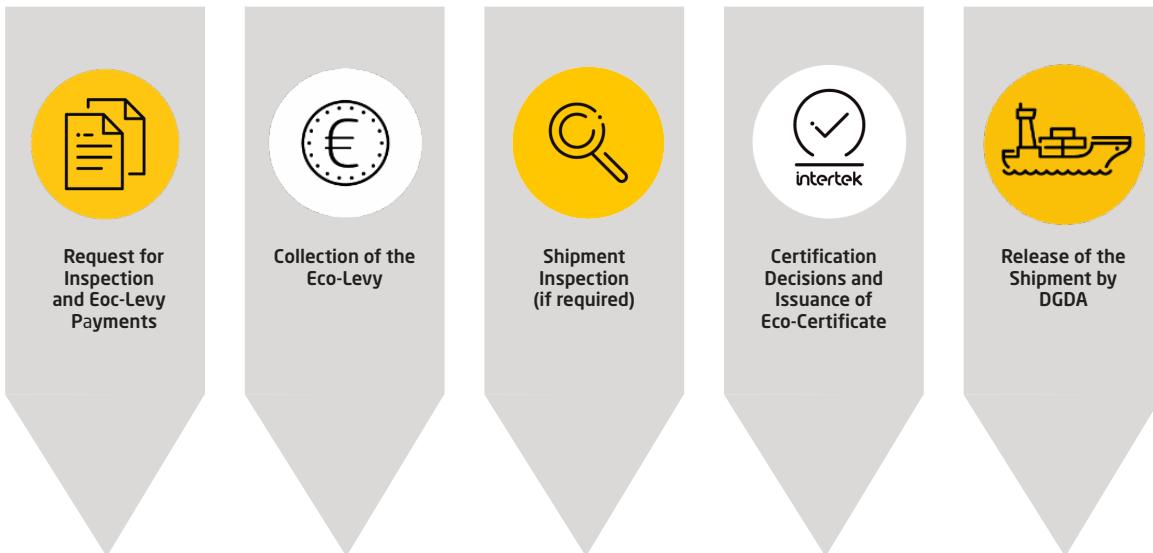 Request for
Inspection
and Eoc-Levy
Payments
€
Collection of the
Eco-Levy
Shipment
Inspection
(if required)
intertek
Certification
Decisions and
Issuance of
Eco-Certificate
Release of the
Shipment by
DGDA